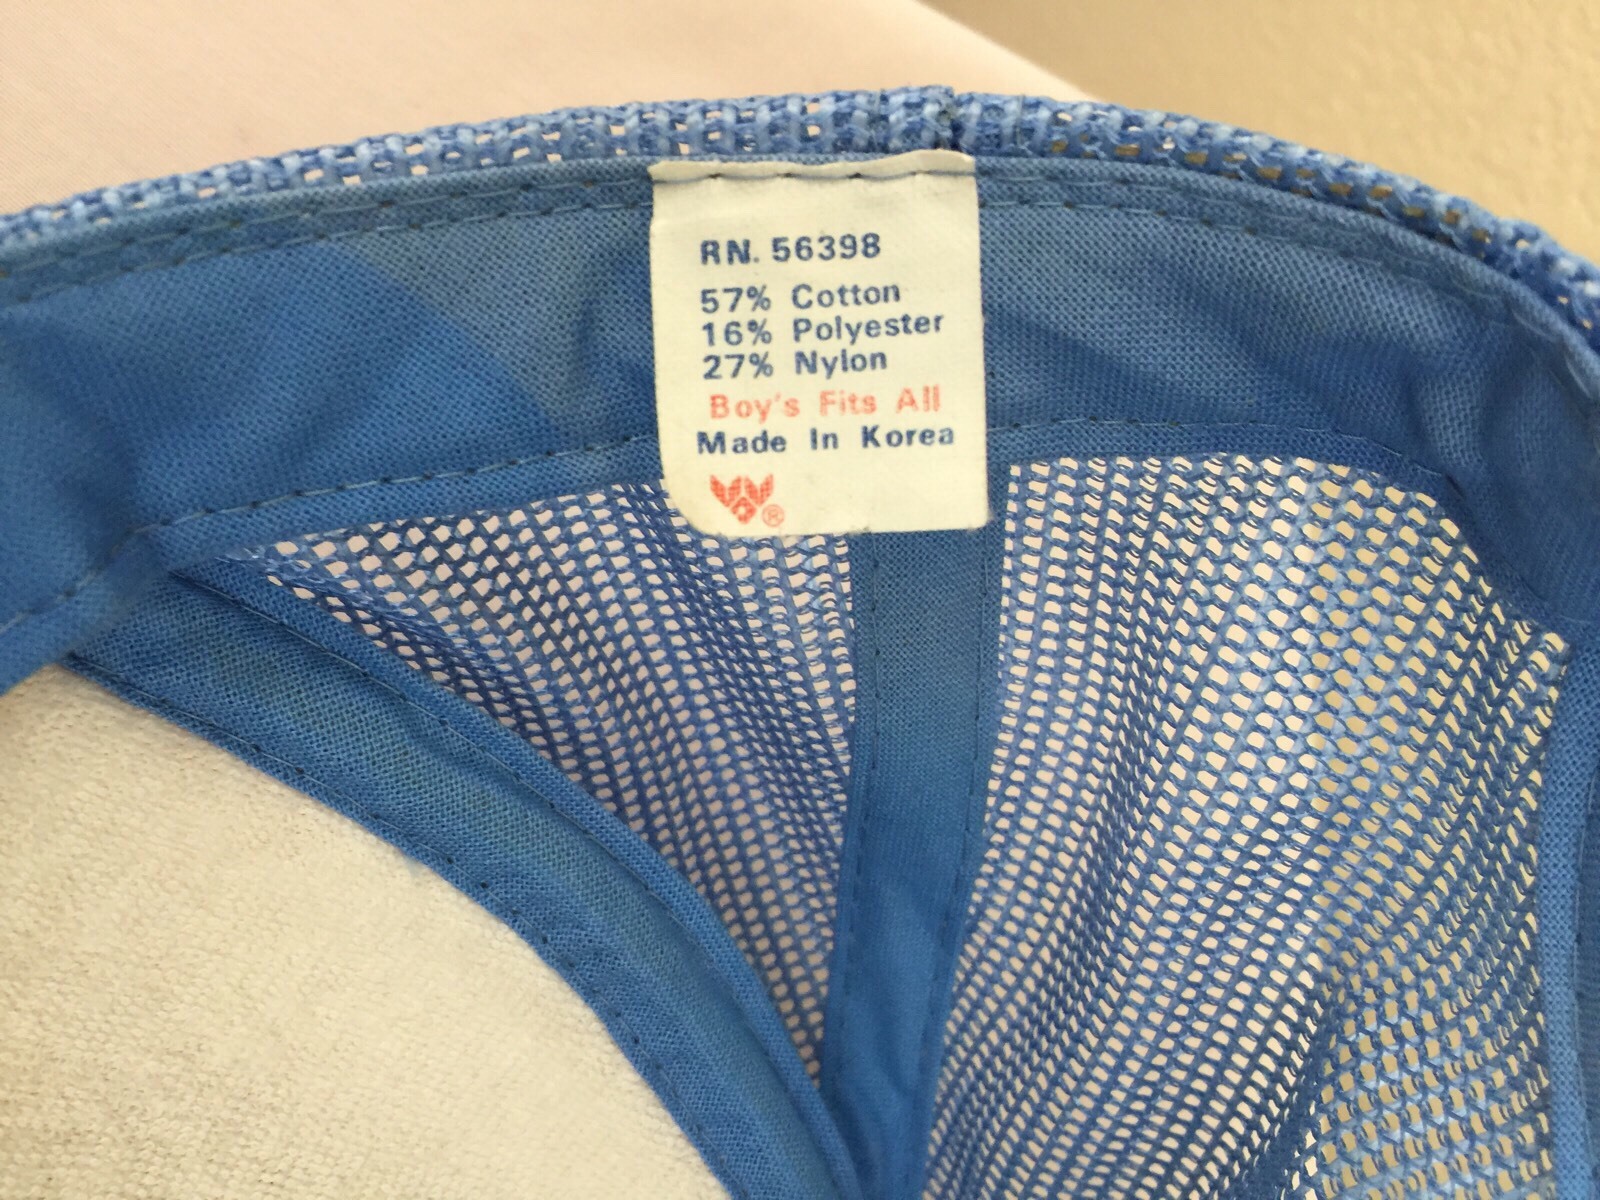 RN. 56398
57% Cotton
16% Polyester
27% Nylon
Boy's Fits All
Made In Korea
®